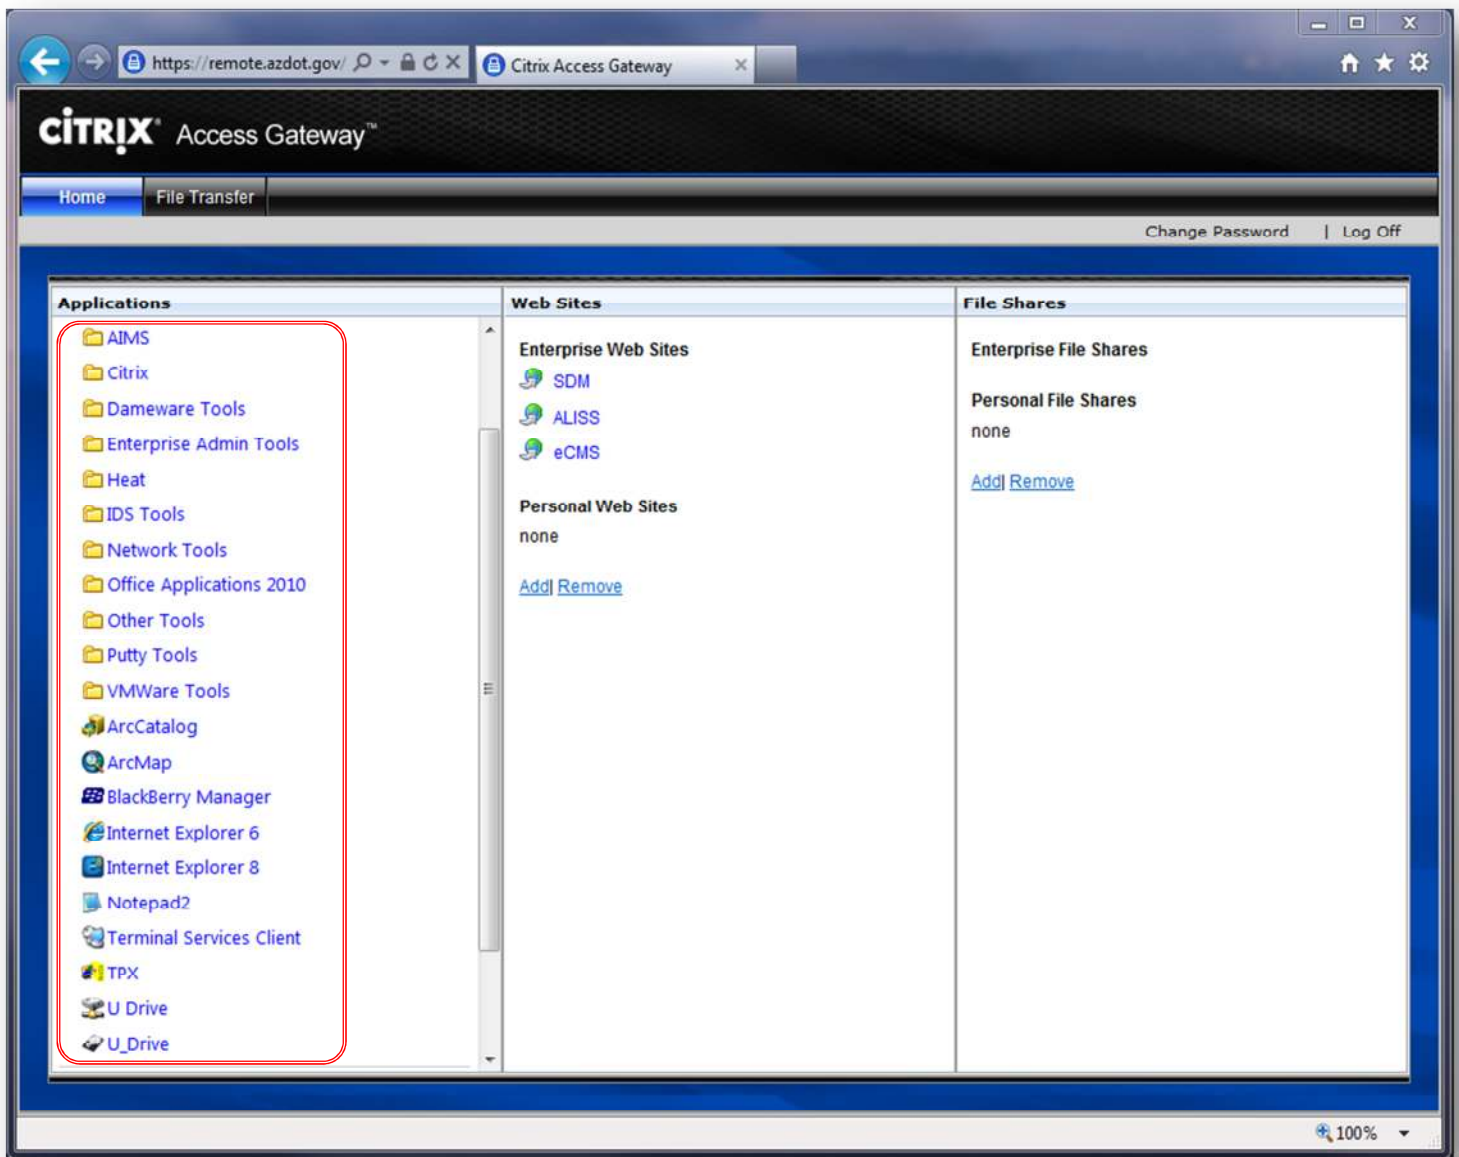 https://remote.azdot.gov/
Citrix Access Gateway
CİTRIX® Access Gateway™
Home
File Transfer
Change Password | Log Off
Applications
AIMS
Citrix
Dameware Tools
Enterprise Admin Tools
Heat
IDS Tools
Network Tools
Office Applications 2010
Other Tools
Putty Tools
VMWare Tools
ArcCatalog
ArcMap
BlackBerry Manager
Internet Explorer 6
Internet Explorer 8
Notepad2
Terminal Services Client
TPX
U Drive
U_Drive
Web Sites
Enterprise Web Sites
SDM
ALISS
eCMS
Personal Web Sites
none
Add| Remove
File Shares
Enterprise File Shares
Personal File Shares
none
Add| Remove
100%